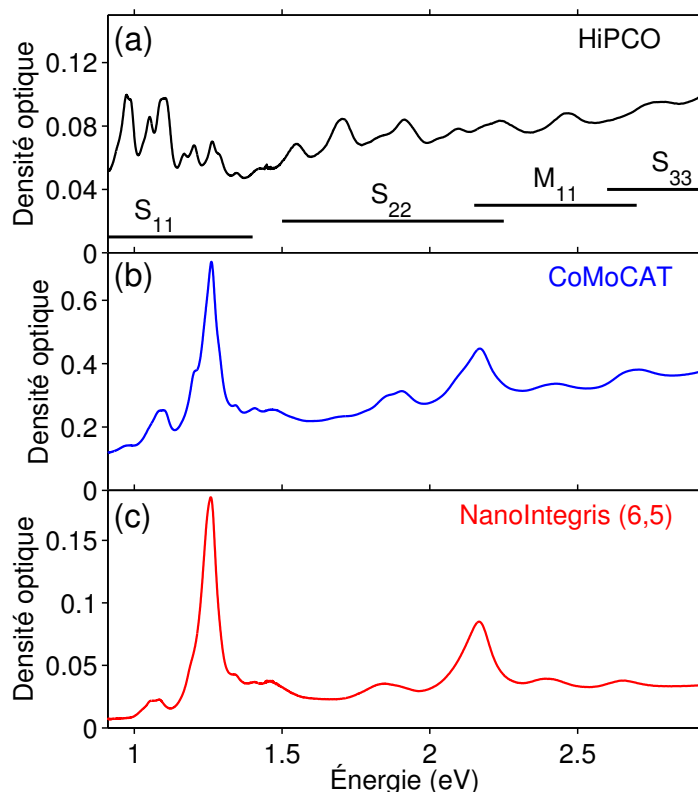 (a)
HiPCO
0.12
0.08
0.04
0
Densité optique
S11
S22
M11
S33
(b)
CoMoCAT
0.6
0.4
0.2
0
Densité optique
(c)
NanoIntegris (6,5)
0.15
0.1
0.05
0
Densité optique
1
1.5
2
2.5
Énergie (eV)